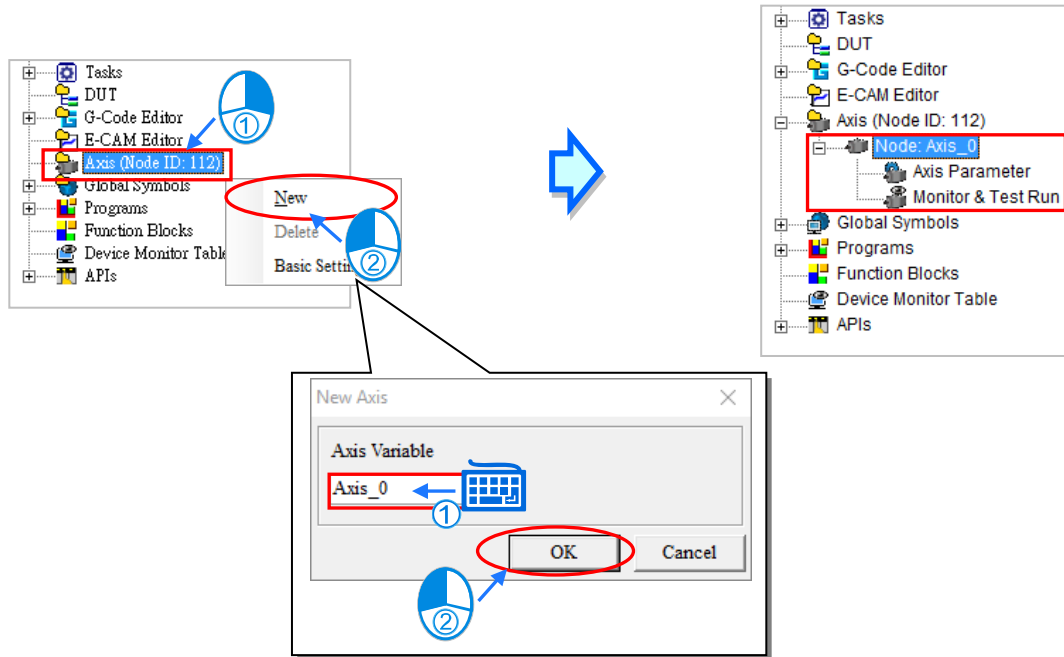 Tasks
DUT
G-Code Editor
E-CAM Editor
Axis (Node ID: 112)
Global Symbols
Programs
Function Blocks
Device Monitor Table
APIs
①
New
Delete
Basic Settin
②
Tasks
DUT
G-Code Editor
E-CAM Editor
Axis (Node ID: 112)
Node: Axis_0
Axis Parameter
Monitor & Test Run
Global Symbols
Programs
Function Blocks
Device Monitor Table
APIs
New Axis
Axis Variable
Axis_0
①
OK Cancel
②